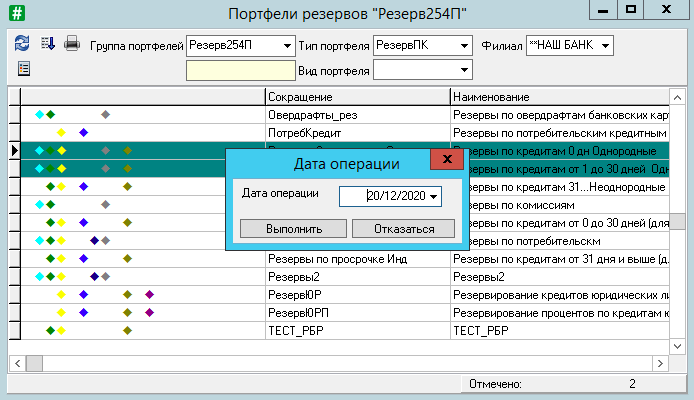 Портфели резервов "Резерв254П"
Группа портфелей Резерв254П Тип портфеля РезервПК Филиал **НАШ БАНК
Вид портфеля
Сокращение Наименование
Овердрафты_рез Резервы по овердрафтам банковских кар
ПотребКредит Резервы по потребительским кредитным
Резервы по кредитам 0 дн Однородные
Резервы по кредитам от 1 до 30 дней Од
Резервы по кредитам 31...Неоднородные
Резервы по комиссиям
Резервы по кредитам от 0 до 30 дней (для
Резервы по потребительскм
Резервы по просрочке Инд Резервы по кредитам от 31 дня и выше (д
Резервы2 Резервы2
РезервЮР Резервирование кредитов юридических ли
РезервЮРП Резервирование процентов по кредитам ю
ТЕСТ_РБР ТЕСТ_РБР
Дата операции
Дата операции 20/12/2020
Выполнить Отказаться
Отмечено: 2